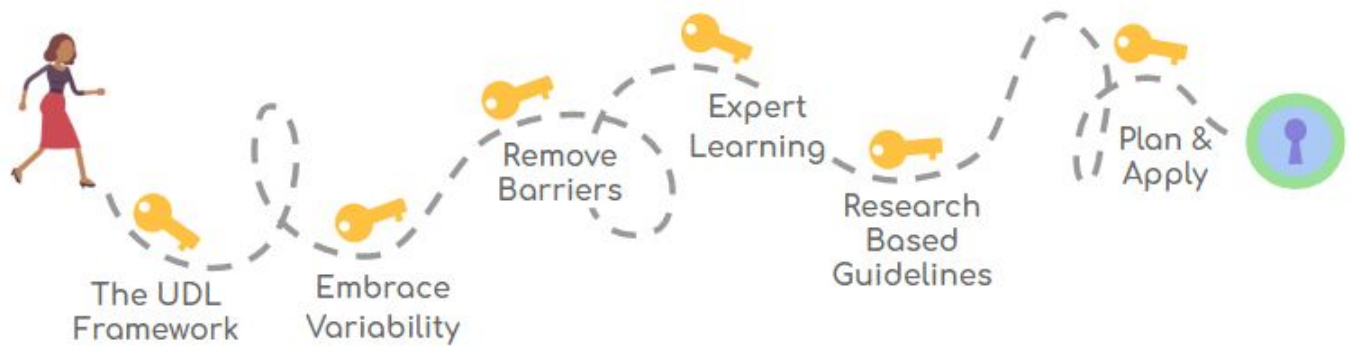 The UDL
Framework
Embrace
Variability
Remove
Barriers
Expert
Learning
Research
Based
Guidelines
Plan &
Apply